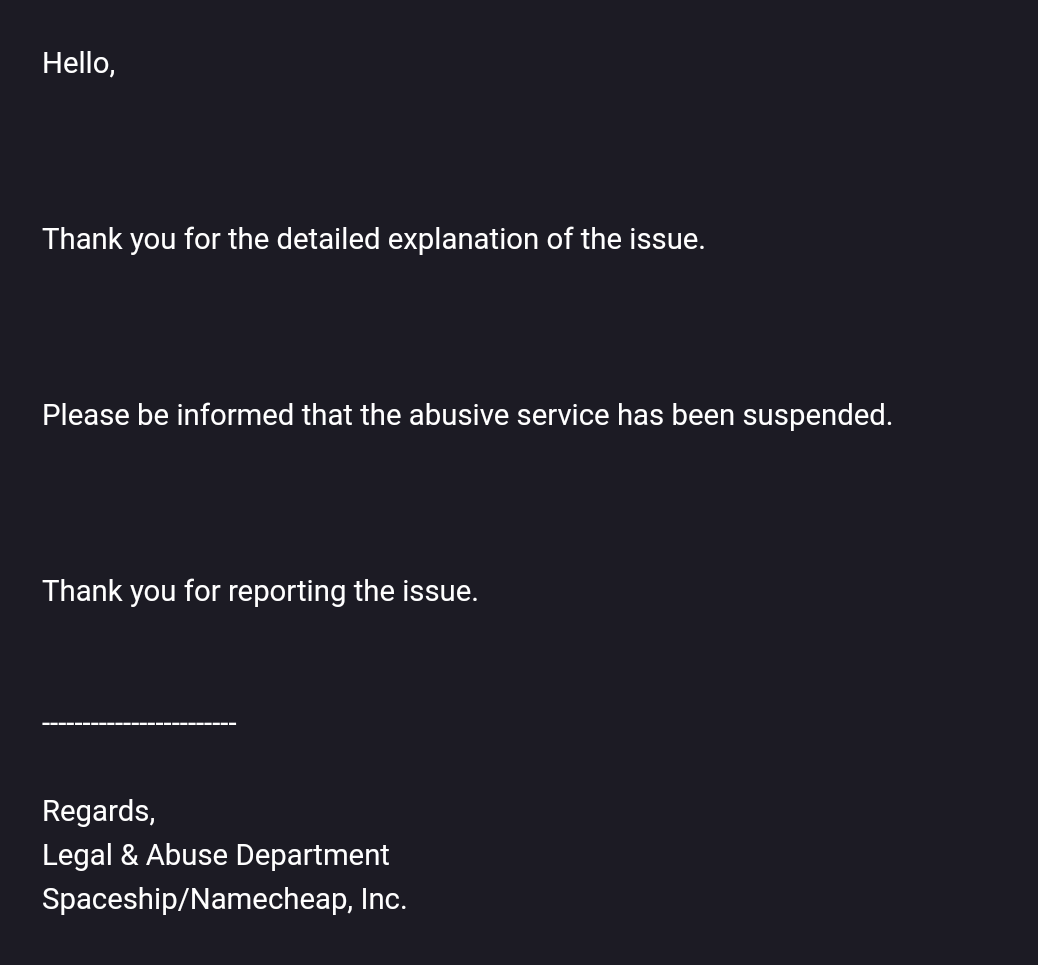 Hello,
Thank you for the detailed explanation of the issue.
Please be informed that the abusive service has been suspended.
Thank you for reporting the issue.
------------------------
Regards,
Legal & Abuse Department
Spaceship/Namecheap, Inc.